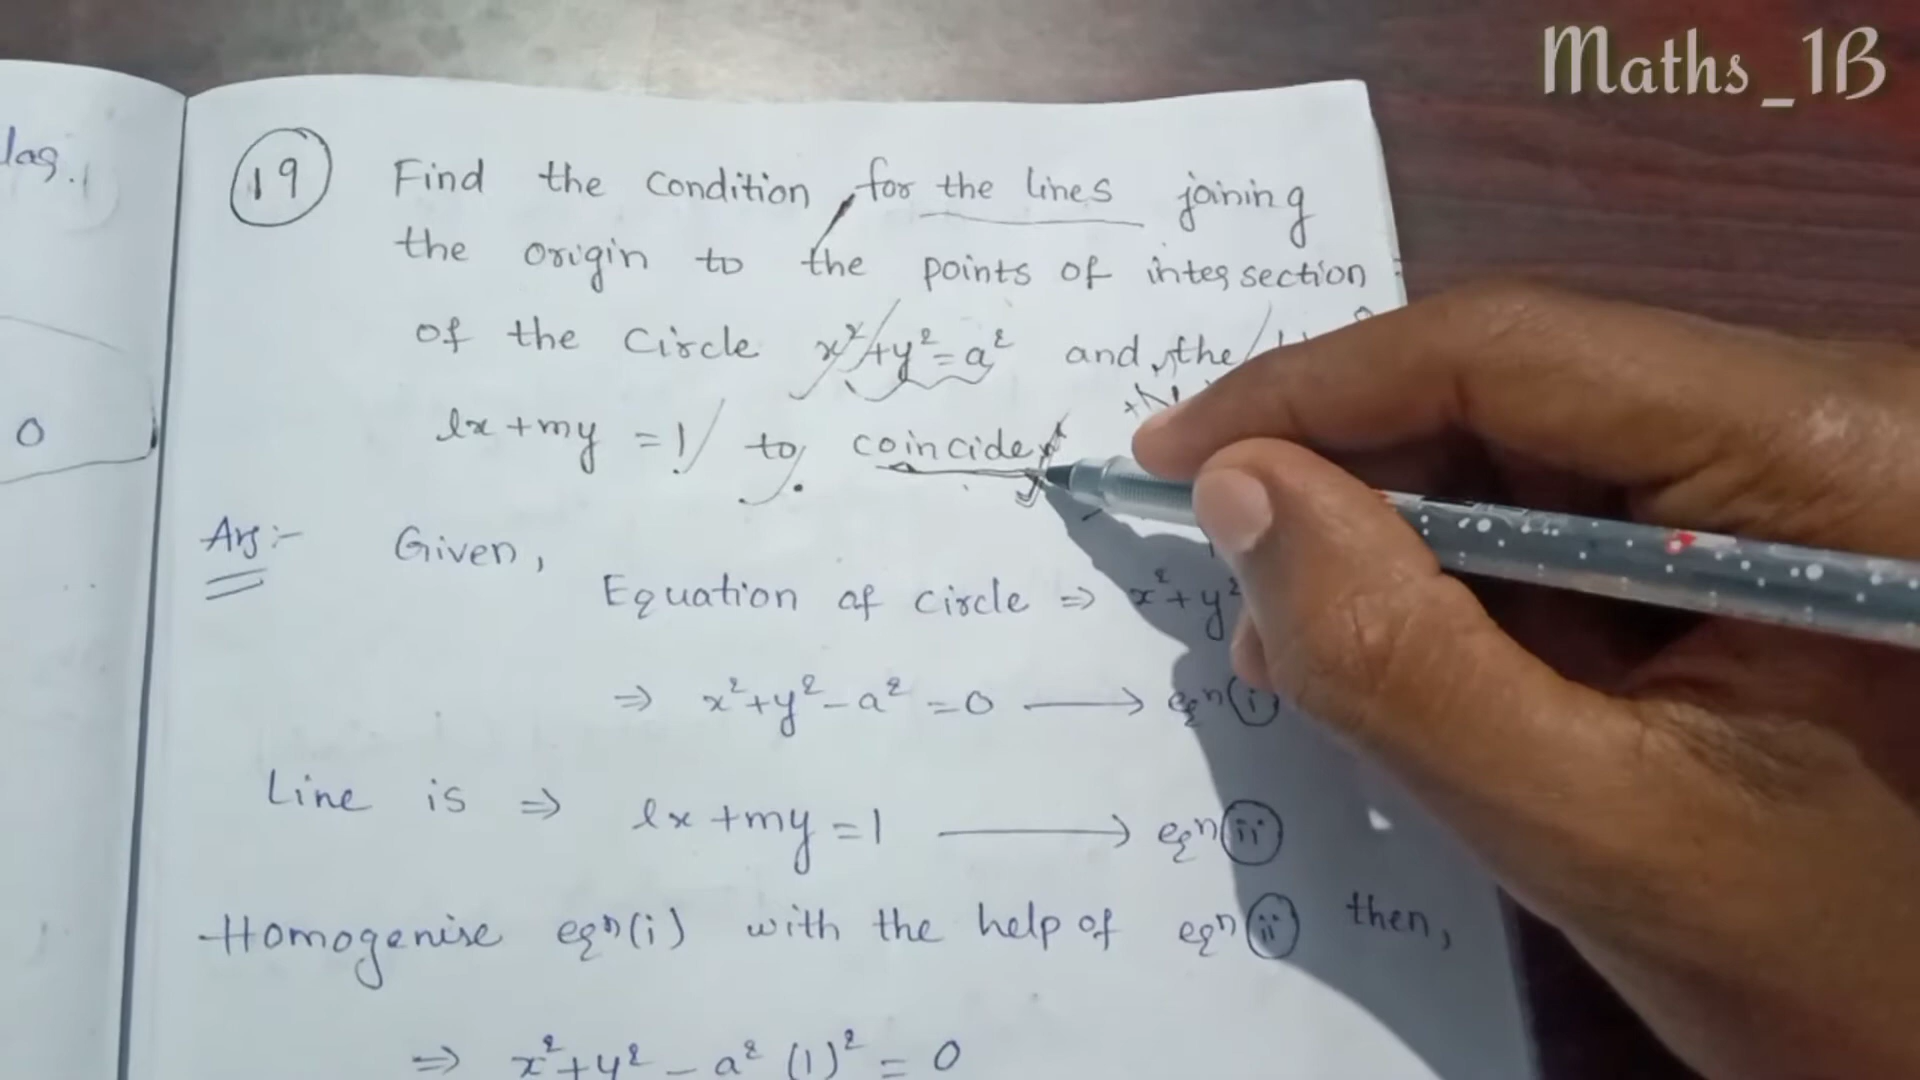 Maths_1B
las.
0
19 Find the condition for the lines joining
the origin to the points of intersection
of the circle x²+y²=a² and the
lx+my=1 to coincide
Ans:- Given,
Equation of circle ⇒ x²+y²
⇒ x²+y²-a²=0 → eqn(i)
Line is ⇒ lx+my=1 → eqn(ii)
Homogenise eqn(i) with the help of eqn(ii) then,
⇒ x²+y²-a²(1)²=0